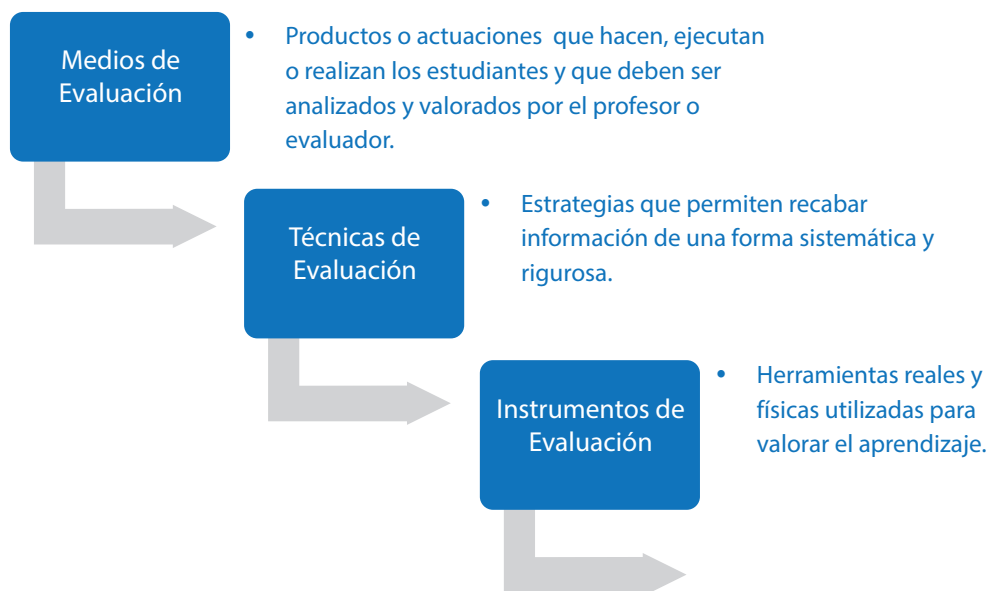 Medios de
Evaluación
• Productos o actuaciones que hacen, ejecutan
o realizan los estudiantes y que deben ser
analizados y valorados por el profesor o
evaluador.
Técnicas de
Evaluación
• Estrategias que permiten recabar
información de una forma sistemática y
rigurosa.
Instrumentos de
Evaluación
• Herramientas reales y
físicas utilizadas para
valorar el aprendizaje.